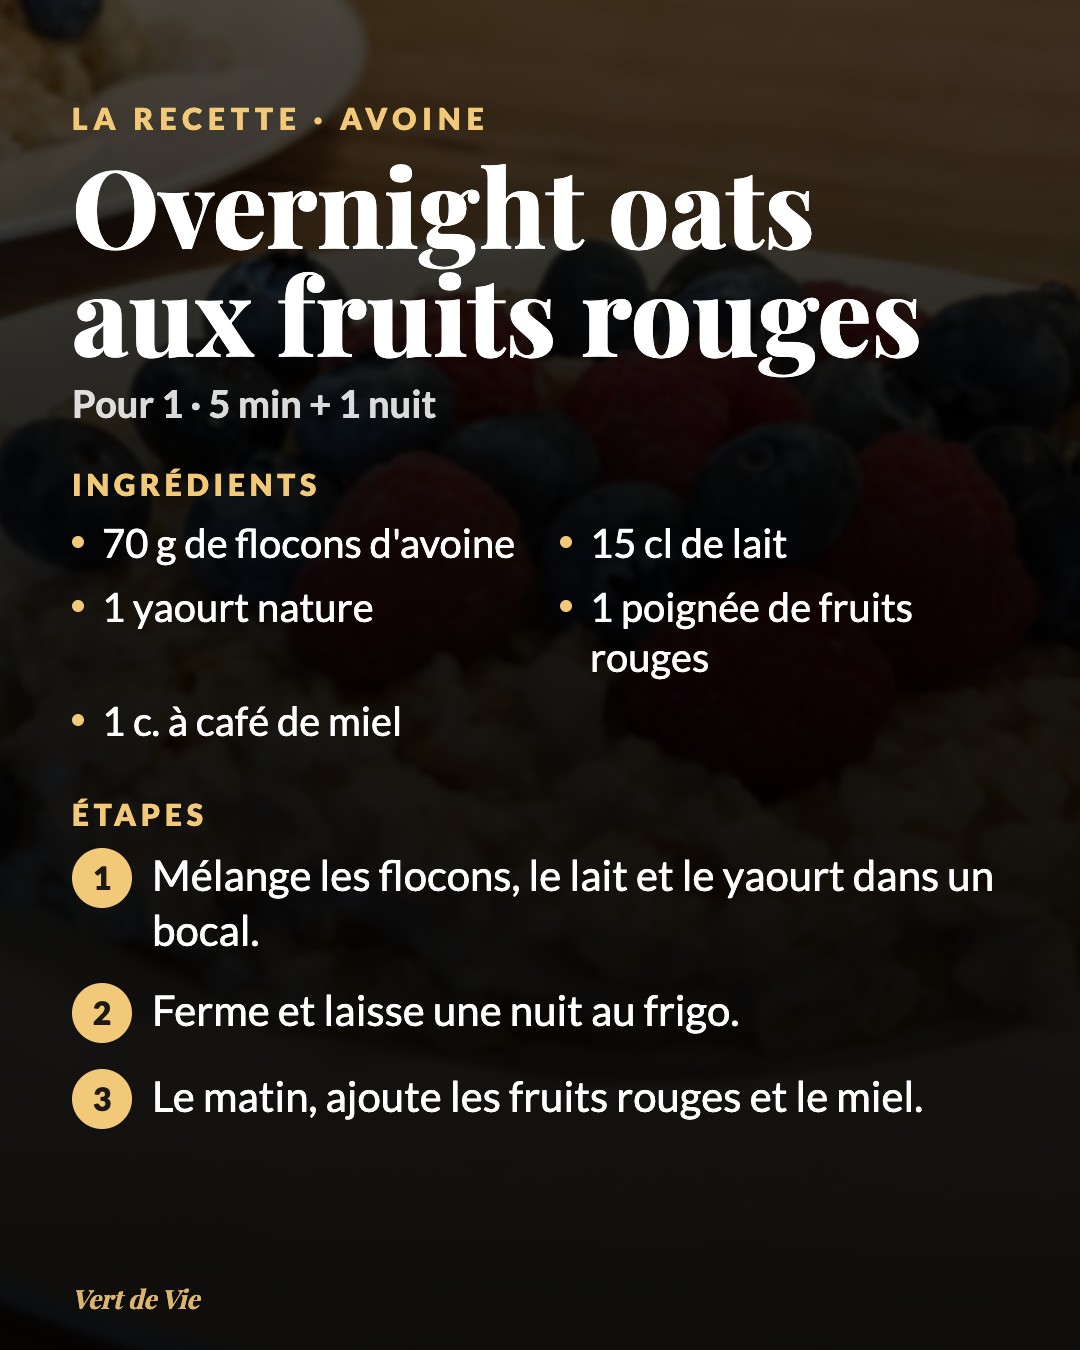 LA RECETTE · AVOINE
Overnight oats
aux fruits rouges
Pour 1 · 5 min + 1 nuit
INGRÉDIENTS
• 70 g de flocons d'avoine
• 15 cl de lait
• 1 yaourt nature
• 1 poignée de fruits
rouges
• 1 c. à café de miel
ÉTAPES
1 Mélange les flocons, le lait et le yaourt dans un
bocal.
2 Ferme et laisse une nuit au frigo.
3 Le matin, ajoute les fruits rouges et le miel.
Vert de Vie